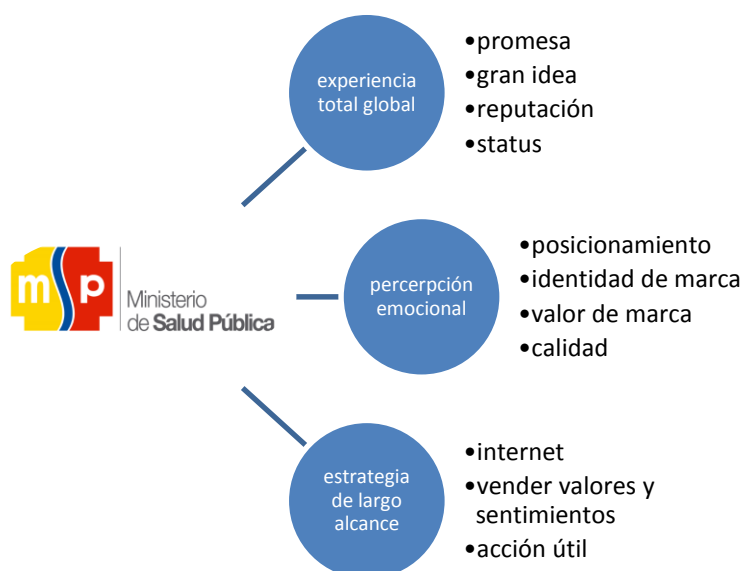 experiencia
total global
•promesa
•gran idea
•reputación
•status
msp
Ministerio
de Salud Pública
percerpción
emocional
•posicionamiento
•identidad de marca
•valor de marca
•calidad
estrategia
de largo
alcance
•internet
•vender valores y
sentimientos
•acción útil